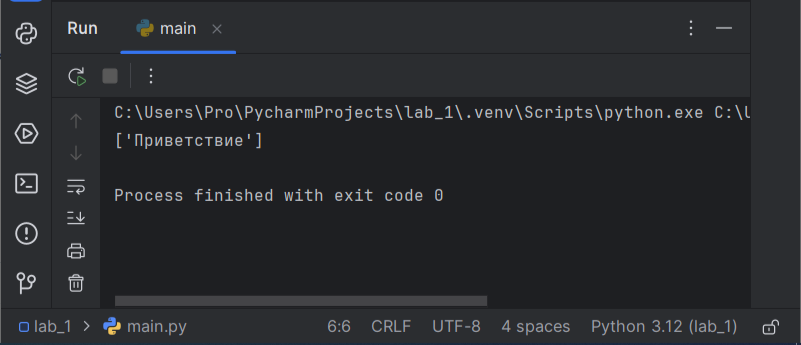 Run main
C:\Users\Pro\PycharmProjects\lab_1\.venv\Scripts\python.exe C:\U
['Приветствие']
Process finished with exit code 0
lab_1 > main.py 6:6 CRLF UTF-8 4 spaces Python 3.12 (lab_1)